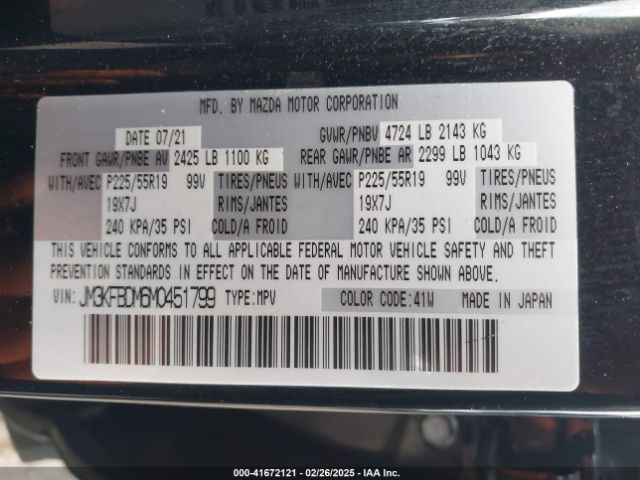 MFD. BY MAZDA MOTOR CORPORATION
DATE 07/21 GVWR/PNBV 4724 LB 2143 KG
FRONT GAWR/PNBE AV 2425 LB 1100 KG REAR GAWR/PNBE AR 2299 LB 1043 KG
WITH/AVEC P225/55R19 99V TIRES/PNEUS WITH/AVEC P225/55R19 99V TIRES/PNEUS
19X7J RIMS/JANTES 19X7J RIMS/JANTES
240 KPA/35 PSI COLD/A FROID 240 KPA/35 PSI COLD/A FROID
THIS VEHICLE CONFORMS TO ALL APPLICABLE FEDERAL MOTOR VEHICLE SAFETY AND THEFT
PREVENTION STANDARDS IN EFFECT ON THE DATE OF MANUFACTURE SHOWN ABOVE.
VIN: JM3KFBDM6M0451799 TYPE:MPV COLOR CODE:41W MADE IN JAPAN
000-41672121 - 02/26/2025 - IAA Inc.